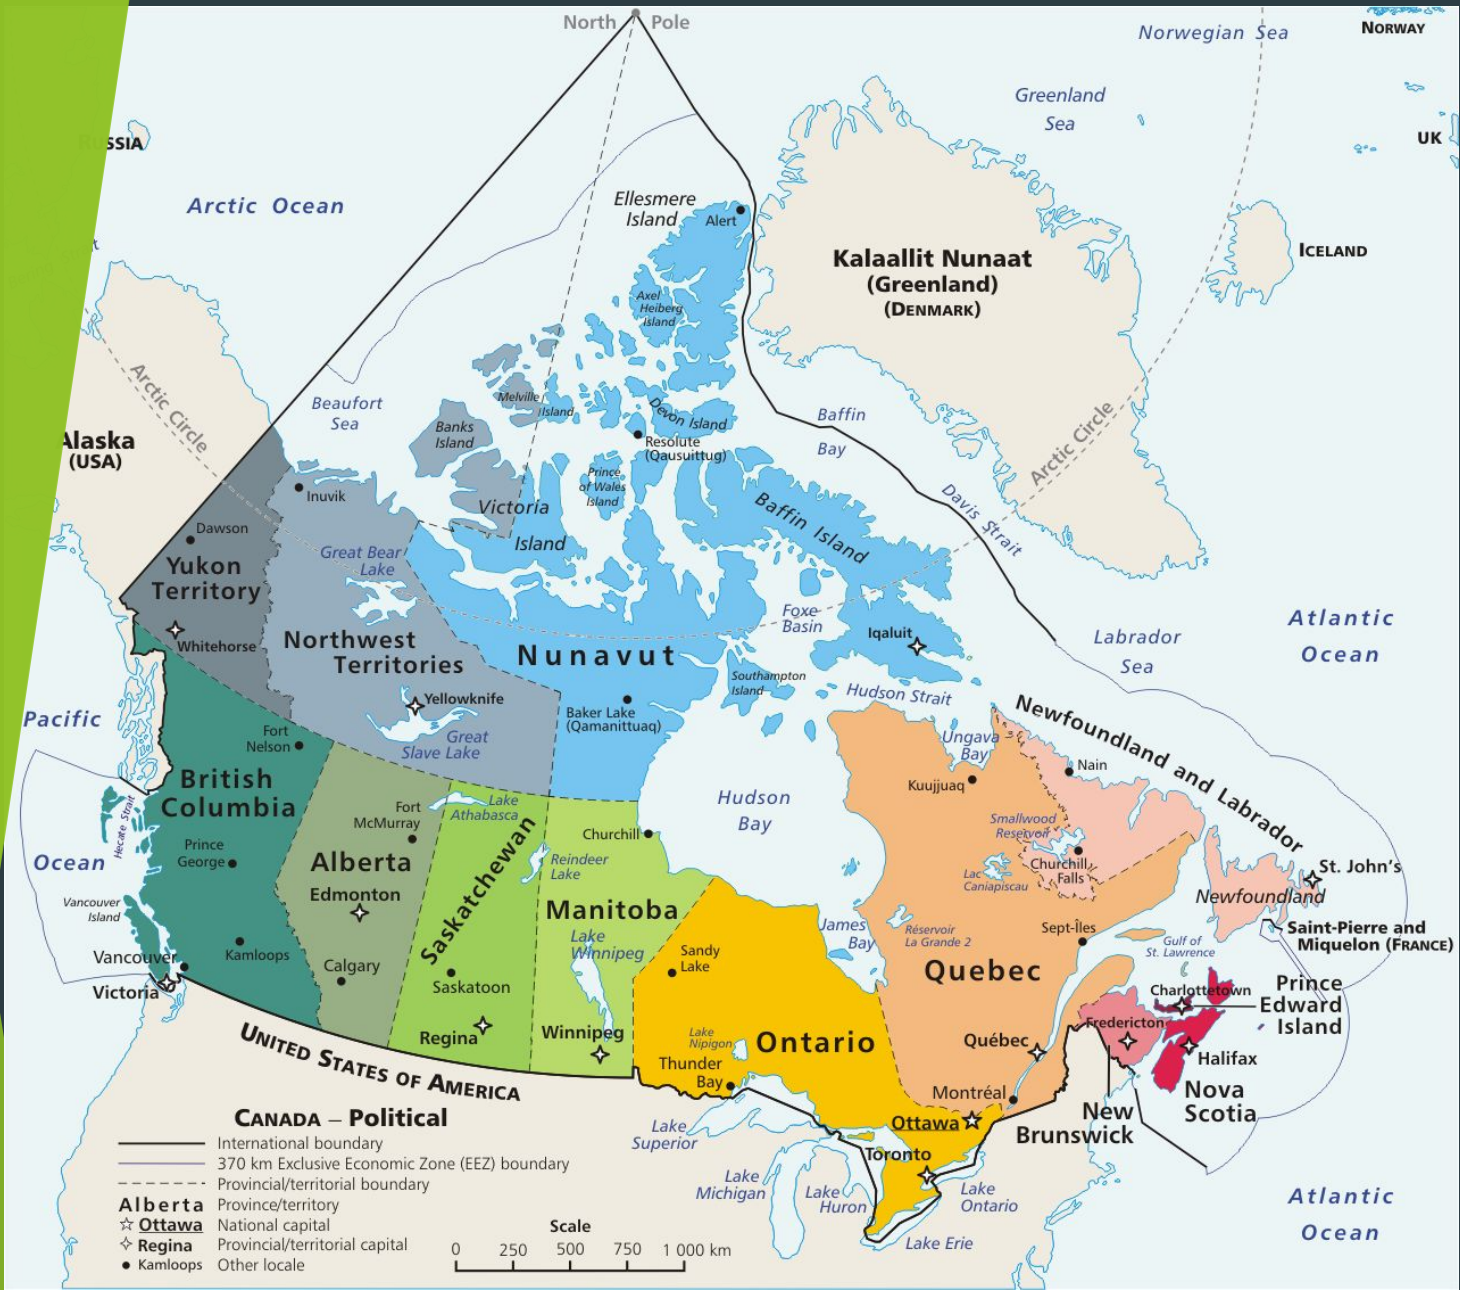 North Pole
Norwegian Sea
NORWAY
Greenland
Sea
UK
RUSSIA
Arctic Ocean
Ellesmere
Island
Alert
Kalaallit Nunaat
(Greenland)
(DENMARK)
ICELAND
Axel
Heiberg
Island
Arctic Circle
Beaufort
Sea
Melville
Island
Devon Island
Banks
Island
Baffin
Bay
Arctic Circle
Alaska
(USA)
Resolute
(Qausuittuq)
Prince
of Wales
Island
Inuvik
Victoria
Island
Baffin Island
Davis Strait
Dawson
Yukon
Territory
Whitehorse
Great Bear
Lake
Northwest
Territories
Yellowknife
Great
Slave Lake
Nunavut
Baker Lake
(Qamanittuaq)
Foxe
Basin
Iqaluit
Southampton
Island
Hudson Strait
Labrador
Sea
Atlantic
Ocean
Pacific
Ocean
Fort
Nelson
British
Columbia
Hecate Strait
Prince
George
Vancouver
Island
Kamloops
Vancouver
Victoria
Fort
McMurray
Alberta
Edmonton
Calgary
Lake
Athabasca
Saskatchewan
Saskatoon
Regina
Reindeer
Lake
Churchill
Manitoba
Lake
Winnipeg
Winnipeg
Hudson
Bay
James
Bay
Ungava
Bay
Kuujjuaq
Newfoundland and Labrador
Nain
Smallwood
Reservoir
Churchill
Falls
Lac
Caniapiscau
Réservoir
La Grande 2
Sept-Îles
Quebec
Québec
Montréal
Newfoundland
St. John's
Saint-Pierre and
Miquelon (FRANCE)
Gulf of
St. Lawrence
Charlottetown
Prince
Edward
Island
Fredericton
Halifax
Nova
Scotia
New
Brunswick
Sandy
Lake
Lake
Nipigon
Ontario
Thunder
Bay
Ottawa
Toronto
Lake
Superior
Lake
Michigan
Lake
Huron
Lake
Ontario
Lake Erie
Atlantic
Ocean
UNITED STATES OF AMERICA
CANADA – Political
International boundary
370 km Exclusive Economic Zone (EEZ) boundary
Provincial/territorial boundary
Alberta Province/territory
Ottawa National capital
Regina Provincial/territorial capital
Kamloops Other locale
Scale
0 250 500 750 1 000 km